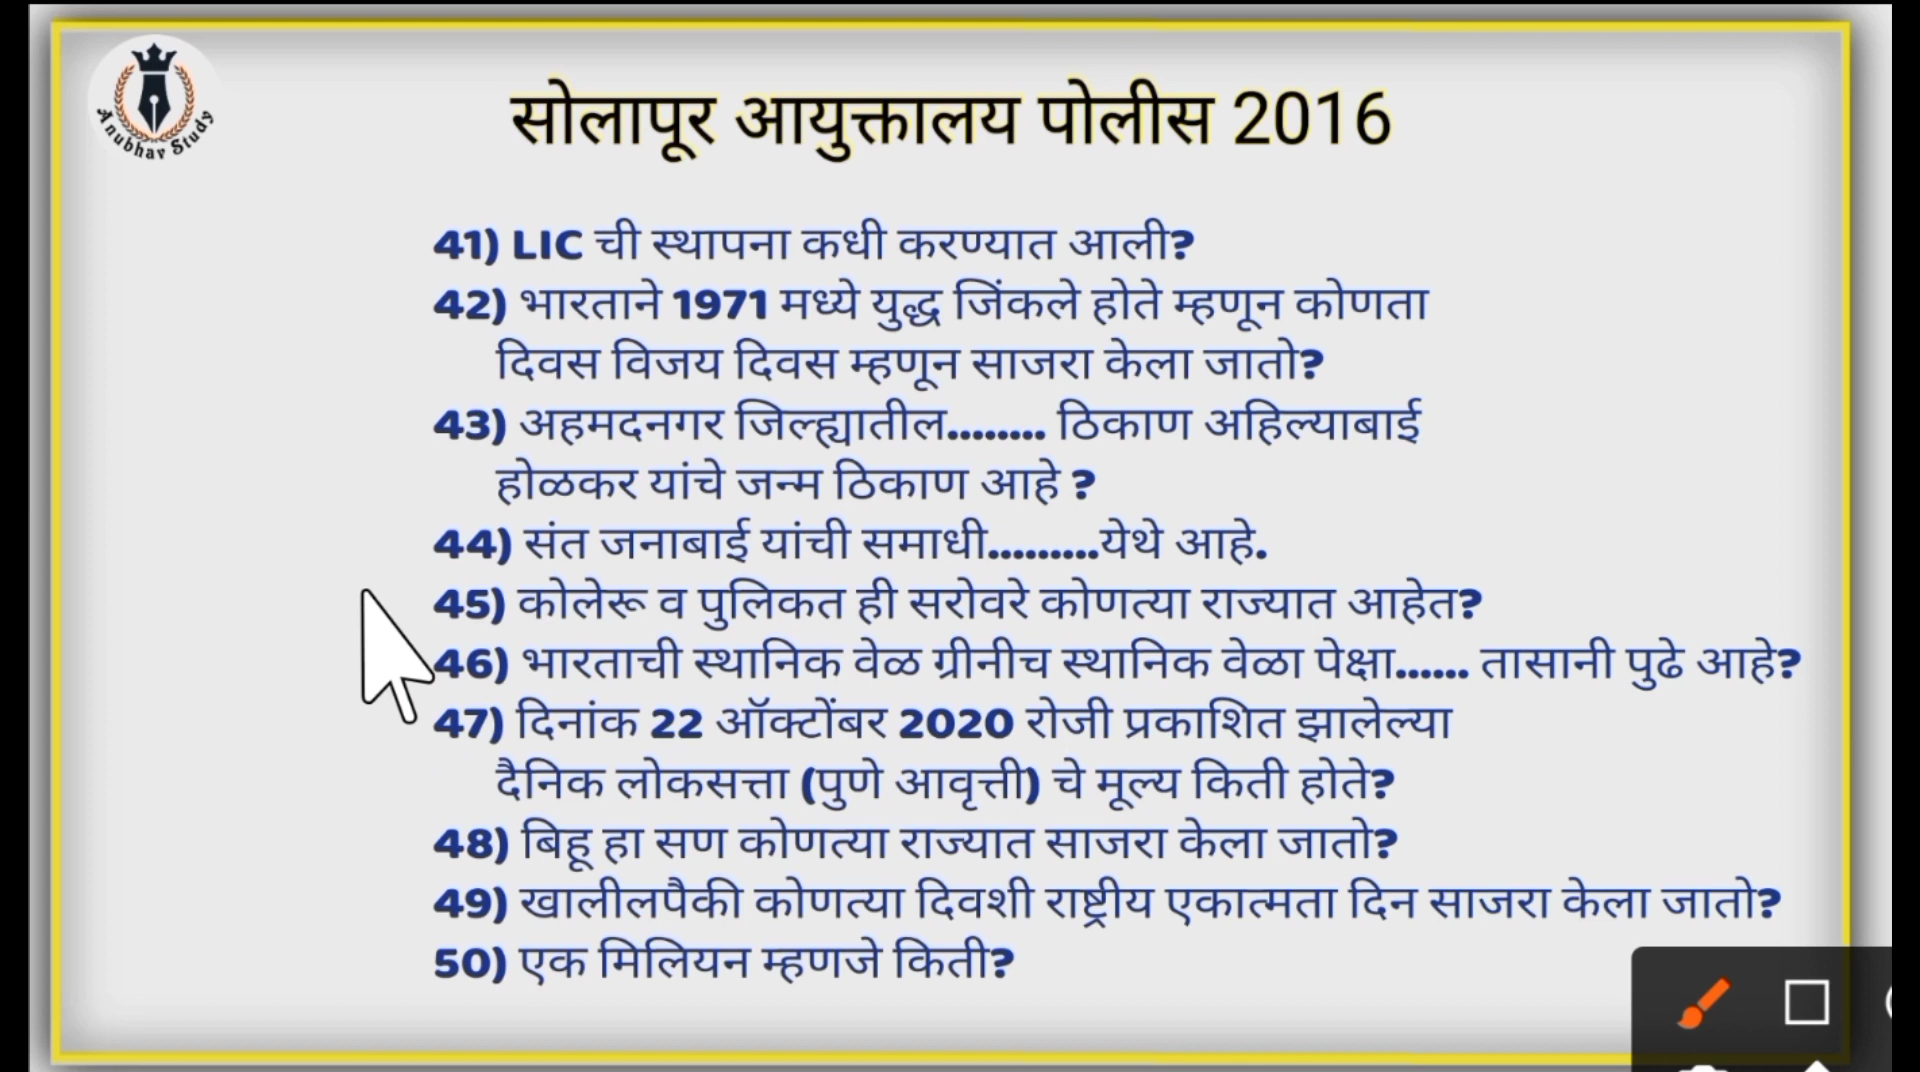 Anubhav Study
सोलापूर आयुक्तालय पोलीस 2016
41) LIC ची स्थापना कधी करण्यात आली?
42) भारताने 1971 मध्ये युद्ध जिंकले होते म्हणून कोणता
दिवस विजय दिवस म्हणून साजरा केला जातो?
43) अहमदनगर जिल्ह्यातील........ ठिकाण अहिल्याबाई
होळकर यांचे जन्म ठिकाण आहे ?
44) संत जनाबाई यांची समाधी.........येथे आहे.
45) कोलेरू व पुलिकत ही सरोवरे कोणत्या राज्यात आहेत?
46) भारताची स्थानिक वेळ ग्रीनीच स्थानिक वेळा पेक्षा...... तासानी पुढे आहे?
47) दिनांक 22 ऑक्टोंबर 2020 रोजी प्रकाशित झालेल्या
दैनिक लोकसत्ता (पुणे आवृत्ती) चे मूल्य किती होते?
48) बिहू हा सण कोणत्या राज्यात साजरा केला जातो?
49) खालीलपैकी कोणत्या दिवशी राष्ट्रीय एकात्मता दिन साजरा केला जातो?
50) एक मिलियन म्हणजे किती?